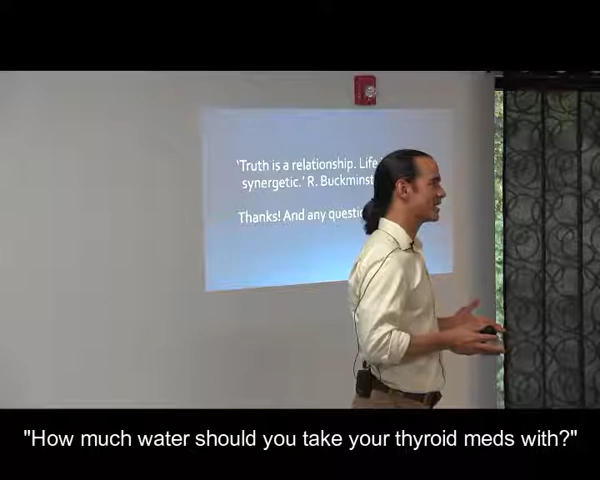 'Truth is a relationship. Life
synergetic.' R. Buckminst
Thanks! And any questi
"How much water should you take your thyroid meds with?"